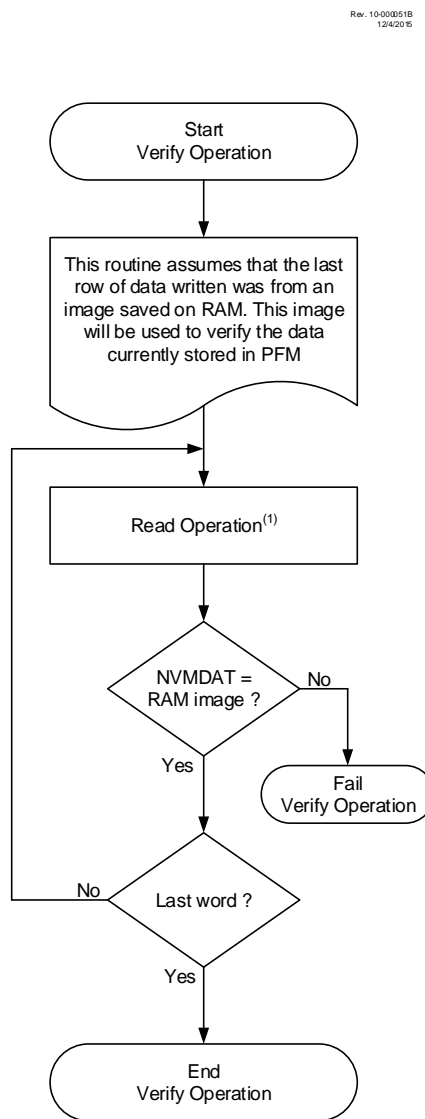 Rev. 10-000051B
12/4/2015
Start
Verify Operation
This routine assumes that the last
row of data written was from an
image saved on RAM. This image
will be used to verify the data
currently stored in PFM
Read Operation(1)
NVMDAT =
RAM image ?
No
Yes
Fail
Verify Operation
No
Last word ?
Yes
End
Verify Operation